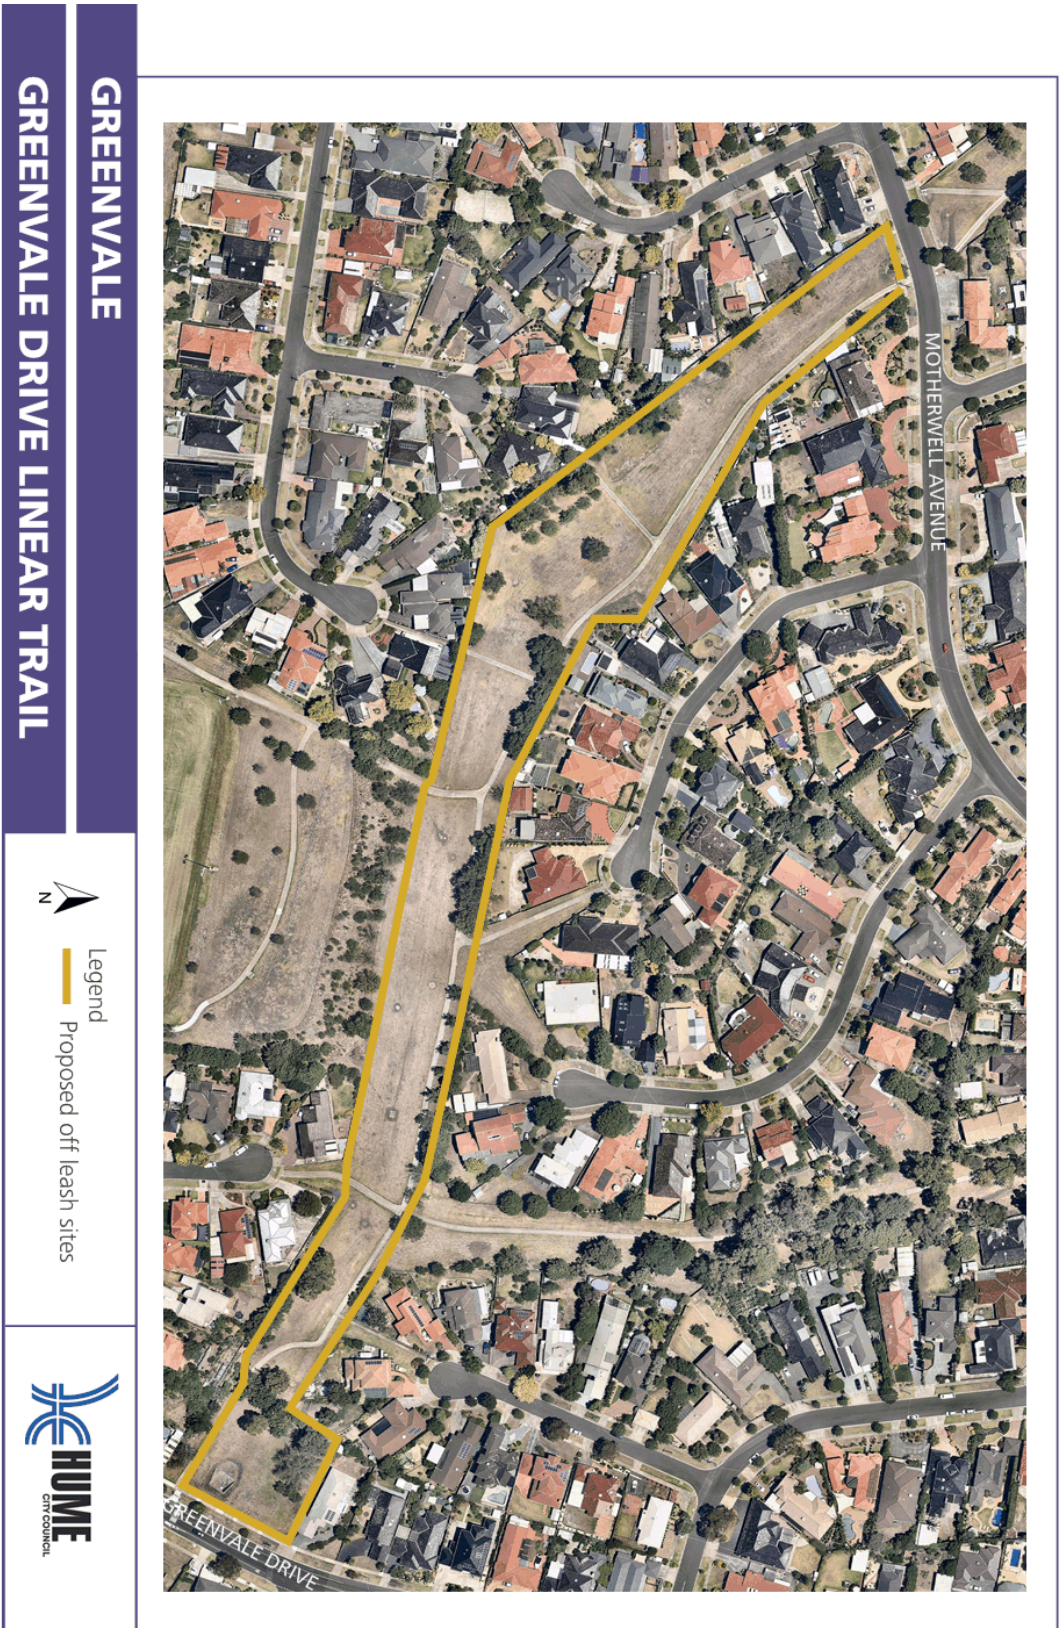 GREENVALE
GREENVALE DRIVE LINEAR TRAIL
MOTHERWELL AVENUE
GREENVALE DRIVE
N
Legend
Proposed off leash sites
HUME
CITY COUNCIL